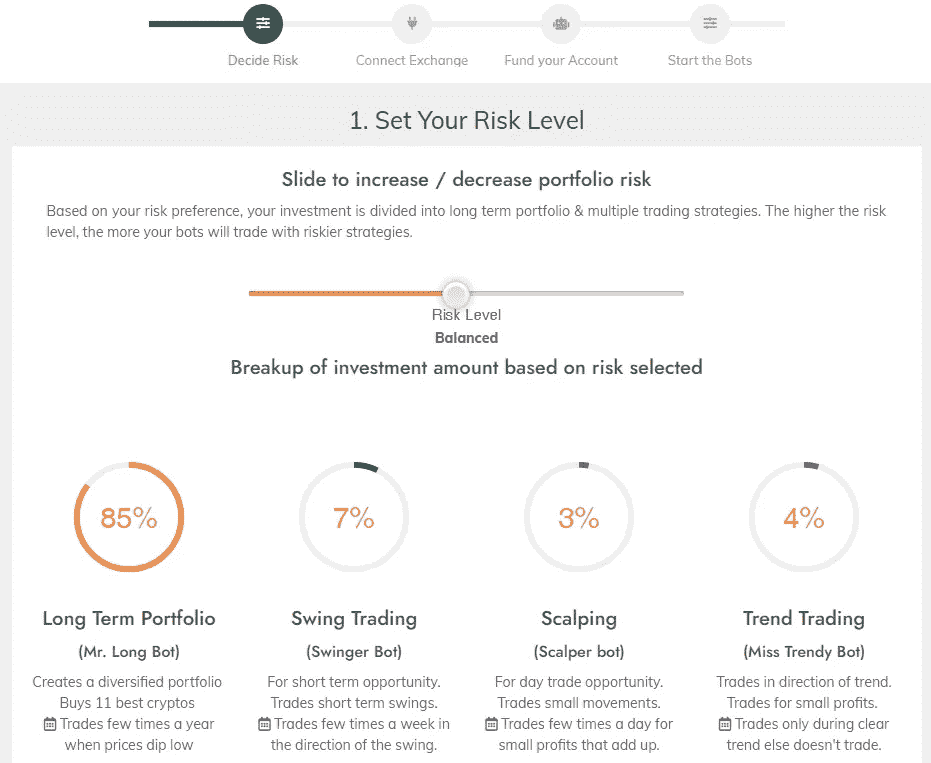 Decide Risk
Connect Exchange
Fund your Account
Start the Bots
1. Set Your Risk Level
Slide to increase / decrease portfolio risk
Based on your risk preference, your investment is divided into long term portfolio & multiple trading strategies. The higher the risk
level, the more your bots will trade with riskier strategies.
Risk Level
Balanced
Breakup of investment amount based on risk selected
85%
Long Term Portfolio
(Mr. Long Bot)
Creates a diversified portfolio
Buys 11 best cryptos
Trades few times a year
when prices dip low
7%
Swing Trading
(Swinger Bot)
For short term opportunity.
Trades short term swings.
Trades few times a week in
the direction of the swing.
3%
Scalping
(Scalper bot)
For day trade opportunity.
Trades small movements.
Trades few times a day for
small profits that add up.
4%
Trend Trading
(Miss Trendy Bot)
Trades in direction of trend.
Trades for small profits.
Trades only during clear
trend else doesn't trade.